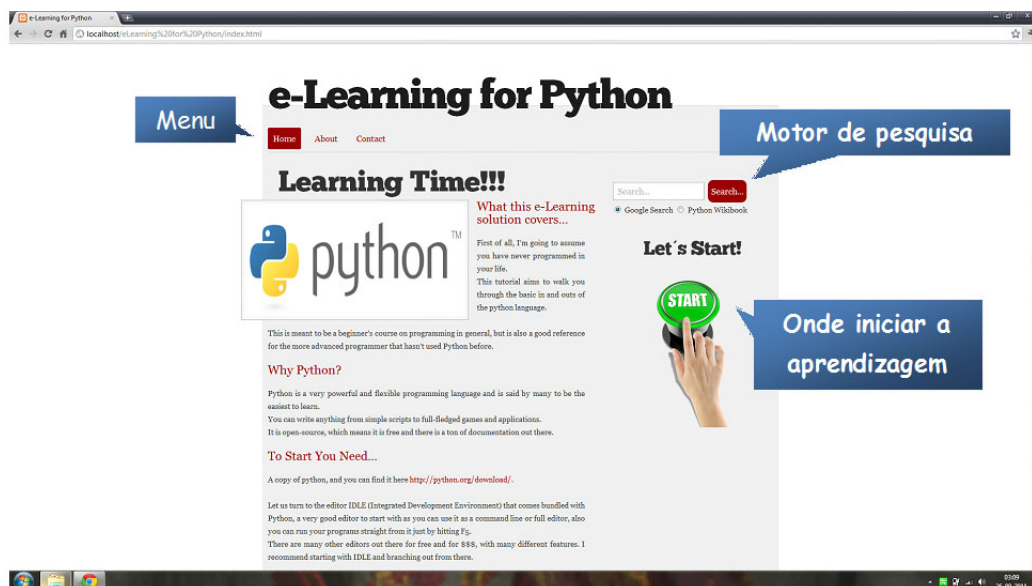 e-Learning for Python
localhost/eLearning%20for%20Python/index.html
e-Learning for Python
Menu
Home About Contact
Motor de pesquisa
Learning Time!!!
Search... Search...
Google Search Python Wikibook
python™
What this e-Learning
solution covers...
First of all, I'm going to assume
you have never programmed in
your life.
This tutorial aims to walk you
through the basic in and outs of
the python language.
Let´s Start!
START
Onde iniciar a
aprendizagem
This is meant to be a beginner's course on programming in general, but is also a good reference
for the more advanced programmer that hasn't used Python before.
Why Python?
Python is a very powerful and flexible programming language and is said by many to be the
easiest to learn.
You can write anything from simple scripts to full-fledged games and applications.
It is open-source, which means it is free and there is a ton of documentation out there.
To Start You Need...
A copy of python, and you can find it here http://python.org/download/.
Let us turn to the editor IDLE (Integrated Development Environment) that comes bundled with
Python, a very good editor to start with as you can use it as a command line or full editor, also
you can run your programs straight from it just by hitting F5.
There are many other editors out there for free and for $$$, with many different features. I
recommend starting with IDLE and branching out from there.
03:09